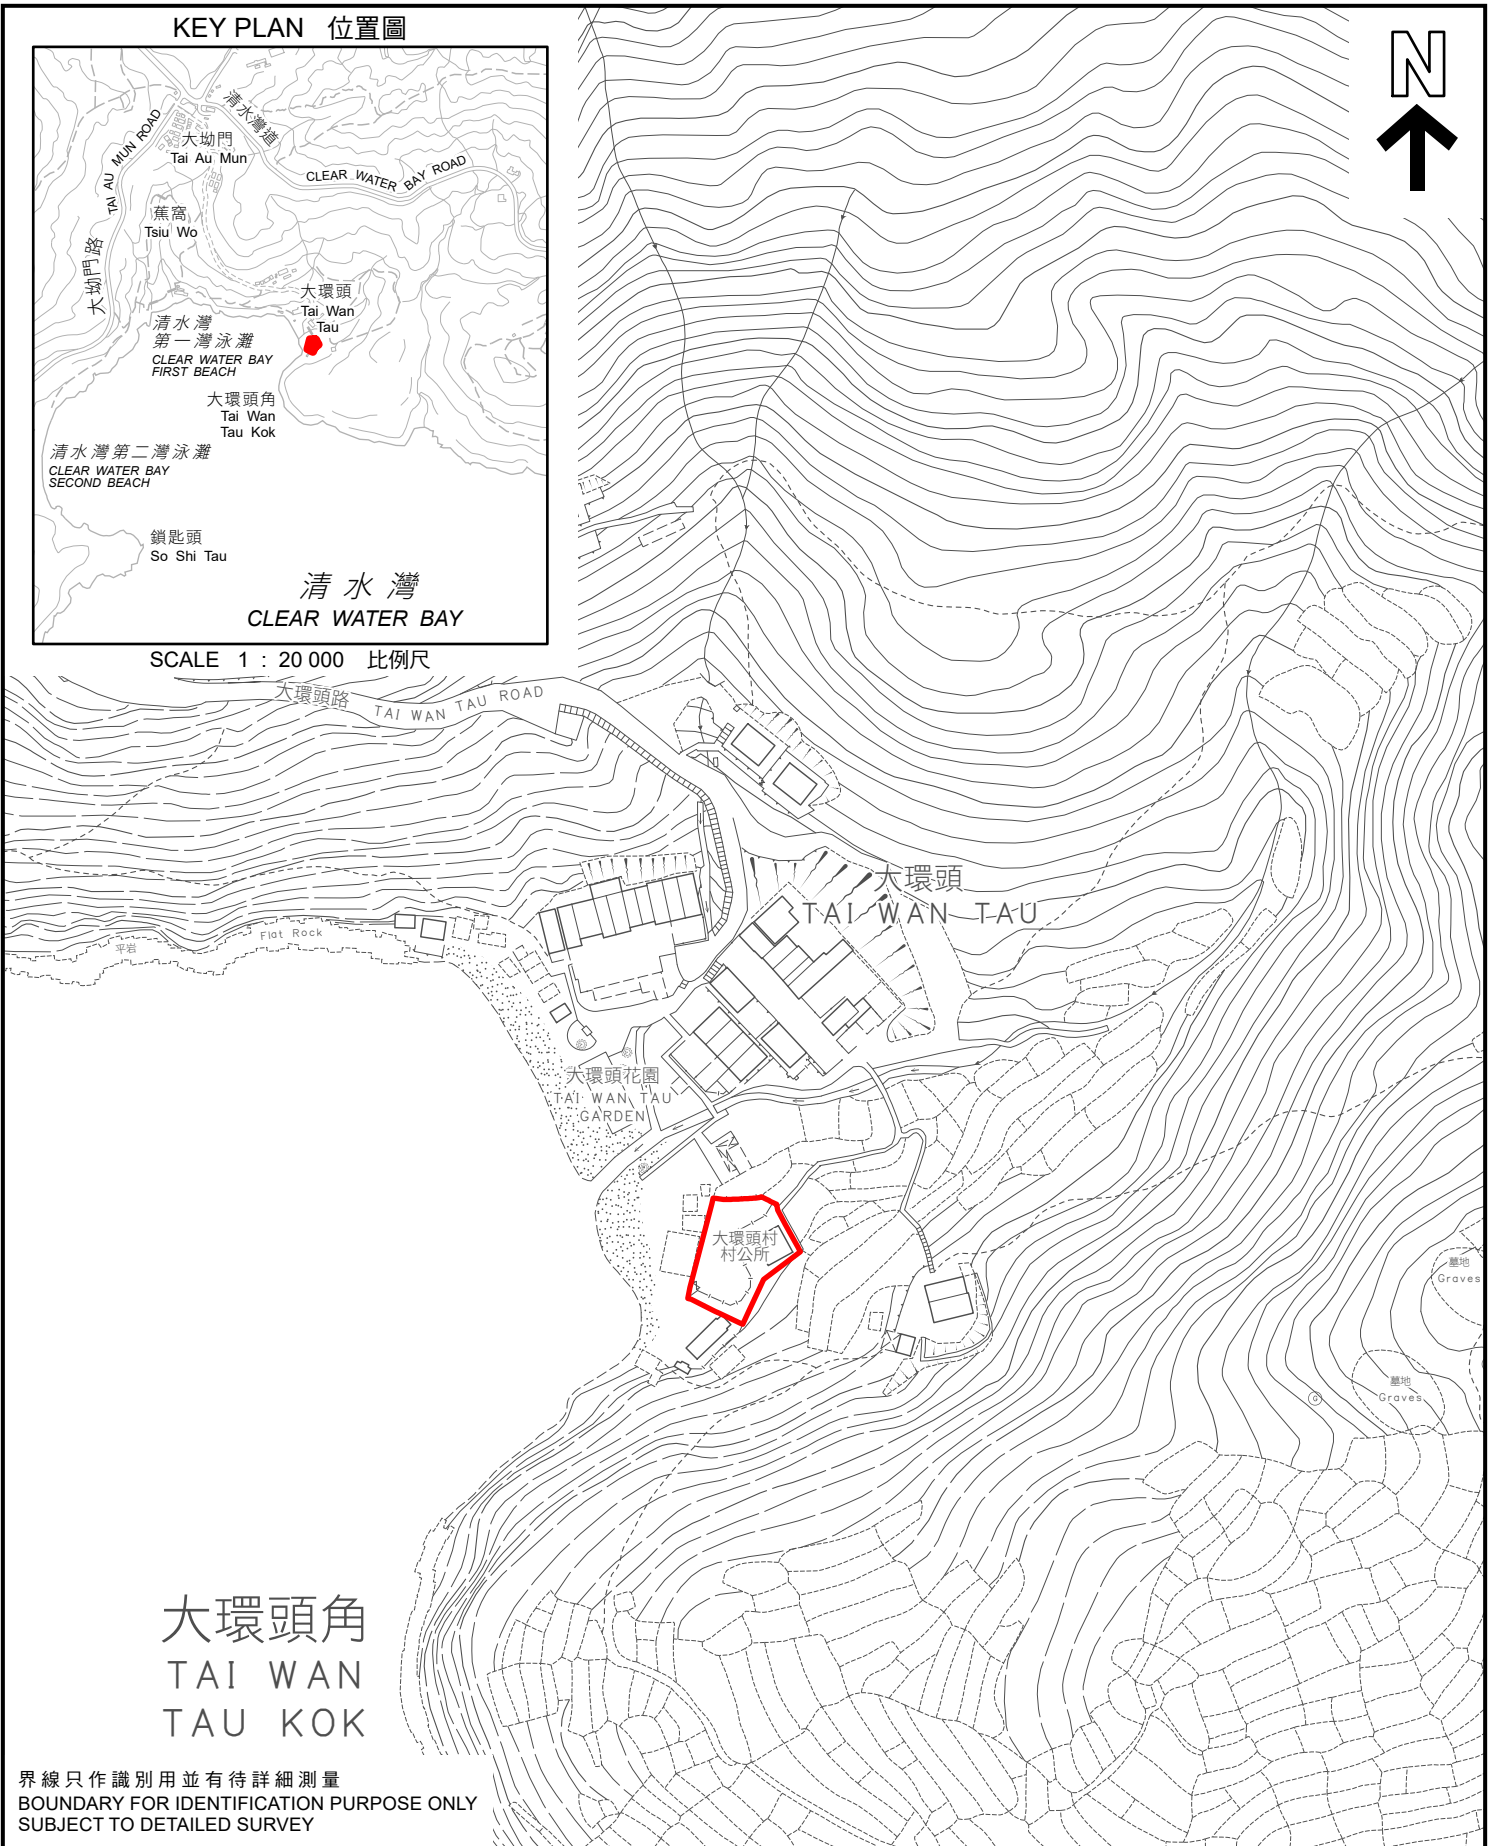 KEY PLAN 位置圖
N
清水灣道
大坳門
Tai Au Mun
TAI AU MUN ROAD
大坳門路
CLEAR WATER BAY ROAD
蕉窩
Tsiu Wo
大環頭
Tai Wan
Tau
清水灣
第一灣泳灘
CLEAR WATER BAY
FIRST BEACH
大環頭角
Tai Wan
Tau Kok
清水灣第二灣泳灘
CLEAR WATER BAY
SECOND BEACH
鎖匙頭
So Shi Tau
清水灣
CLEAR WATER BAY
SCALE 1 : 20 000 比例尺
大環頭路 TAI WAN TAU ROAD
大環頭
TAI WAN TAU
Flat Rock
平岩
大環頭花園
TAI WAN TAU
GARDEN
大環頭村
村公所
墓地
Graves
墓地
Graves
G
大環頭角
TAI WAN
TAU KOK
界線只作識別用並有待詳細測量
BOUNDARY FOR IDENTIFICATION PURPOSE ONLY
SUBJECT TO DETAILED SURVEY